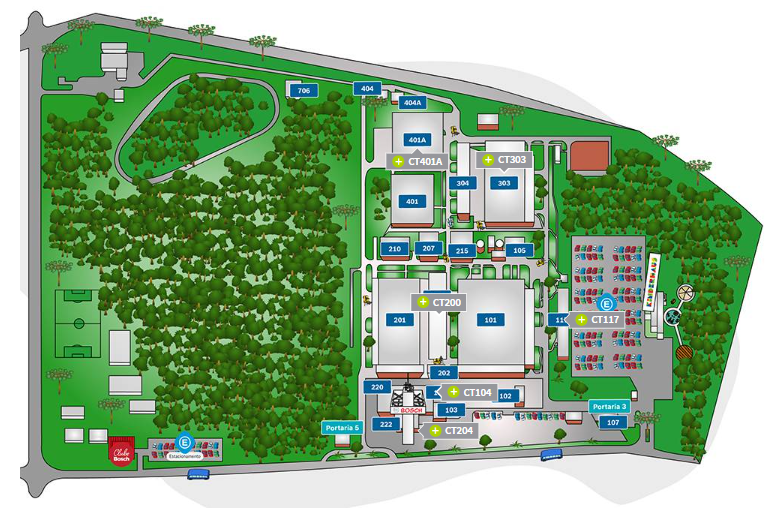 706
404
404A
401A
CT401A
CT303
304
303
401
210
207
215
105
CT200
201
101
CT117
E
KINDERHAUS
202
220
CT104
102
BOSCH
103
222
CT204
Portaria 5
Portaria 3
107
E
Estacionamento
Clube
Bosch